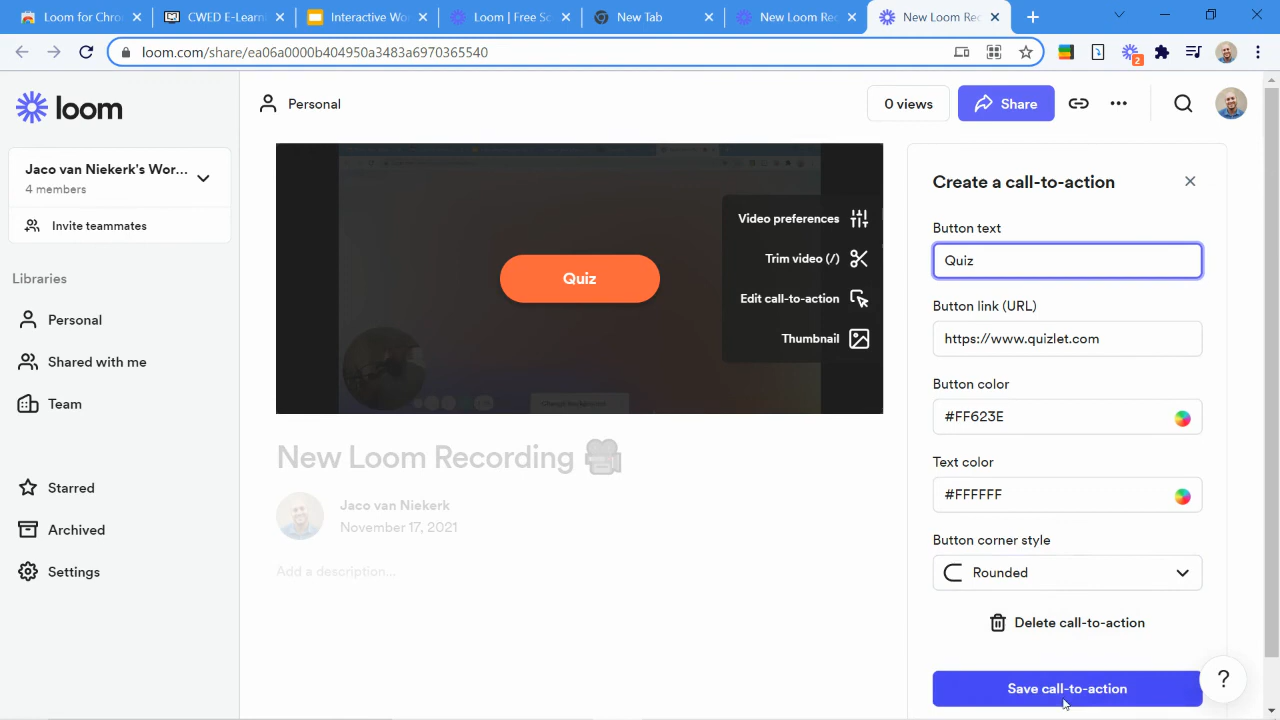 Loom for Chro
CWED E-Learn
Interactive Wo
Loom | Free Sc
New Tab
New Loom Rec
New Loom Rec
loom.com/share/ea06a0000b404950a3483a6970365540
2
loom
Personal
0 views
Share
Jaco van Niekerk's Wor...
4 members
Invite teammates
Libraries
Personal
Shared with me
Team
Starred
Archived
Settings
Quiz
Video preferences
Trim video (/)
Edit call-to-action
Thumbnail
New Loom Recording
Jaco van Niekerk
November 17, 2021
Add a description...
Create a call-to-action
Button text
Quiz
Button link (URL)
https://www.quizlet.com
Button color
#FF623E
Text color
#FFFFFF
Button corner style
Rounded
Delete call-to-action
Save call-to-action
?